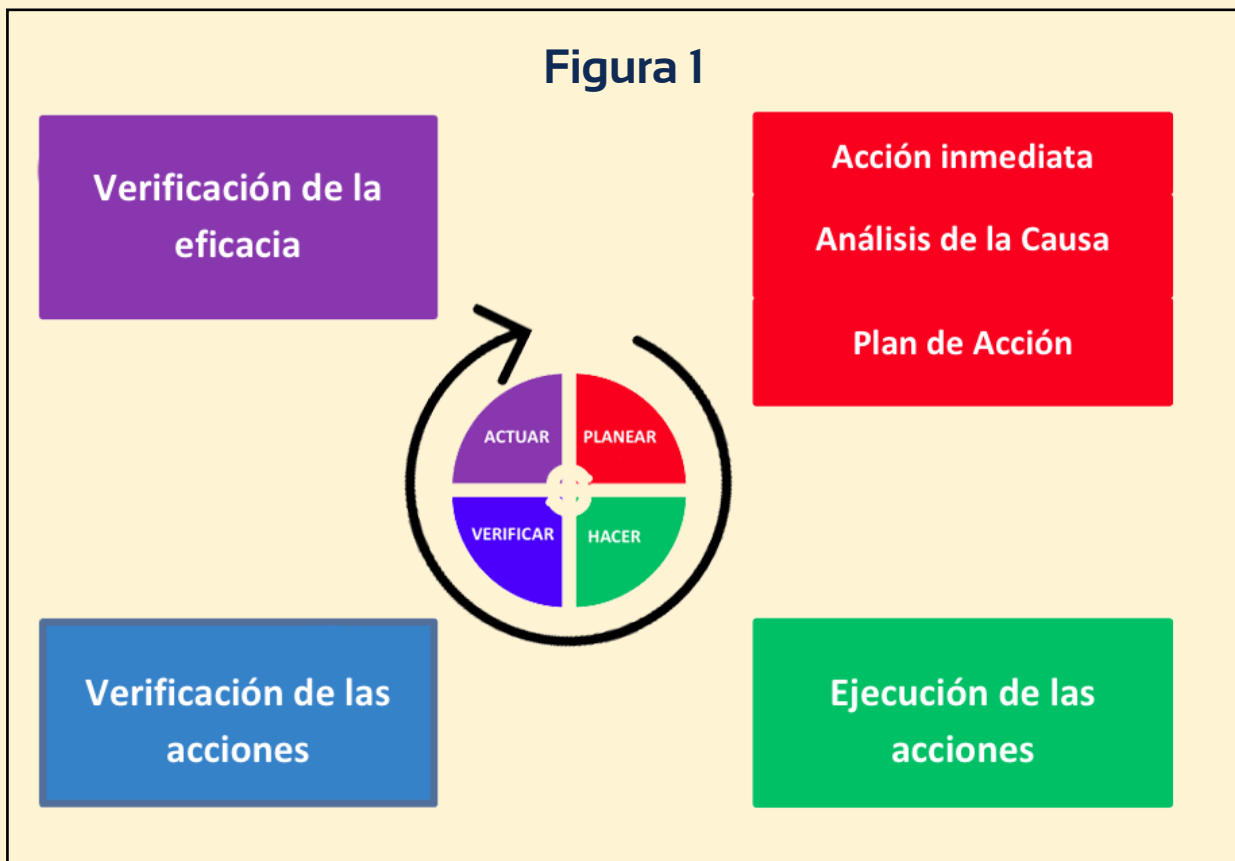 Figura 1
Verificación de la
eficacia
Acción inmediata
Análisis de la Causa
Plan de Acción
ACTUAR
PLANEAR
VERIFICAR
HACER
Verificación de las
acciones
Ejecución de las
acciones